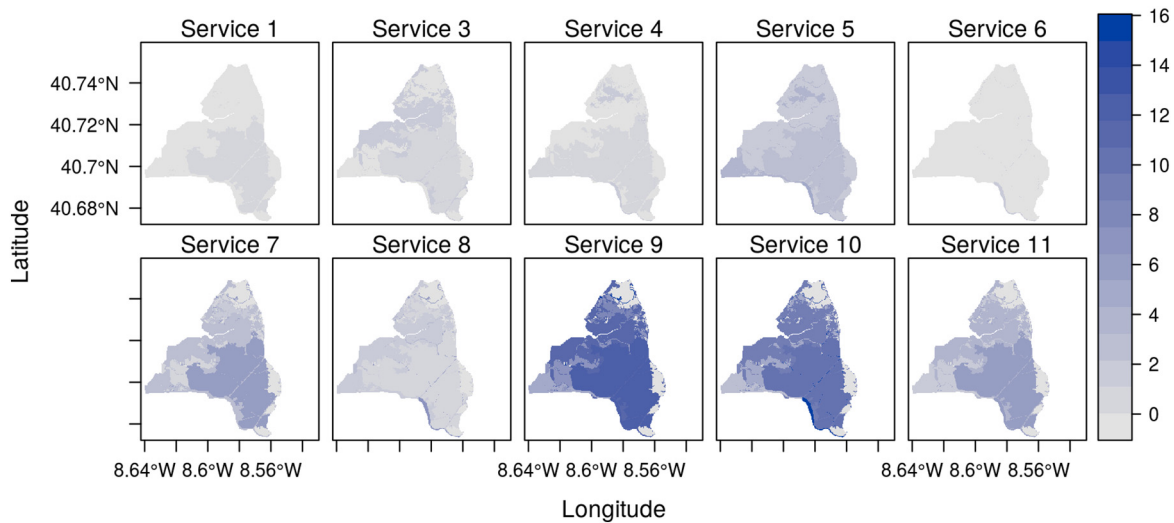 Service 1 Service 3 Service 4 Service 5 Service 6
40.74°N
40.72°N
40.7°N
40.68°N
Service 7 Service 8 Service 9 Service 10 Service 11
8.64°W 8.6°W 8.56°W 8.64°W 8.6°W 8.56°W 8.64°W 8.6°W 8.56°W
Latitude
Longitude
16
14
12
10
8
6
4
2
0